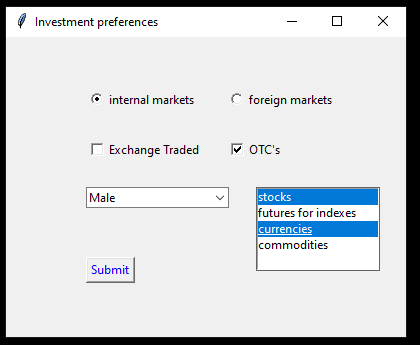 Investment preferences
internal markets
foreign markets
Exchange Traded
OTC's
Male
stocks
futures for indexes
currencies
commodities
Submit